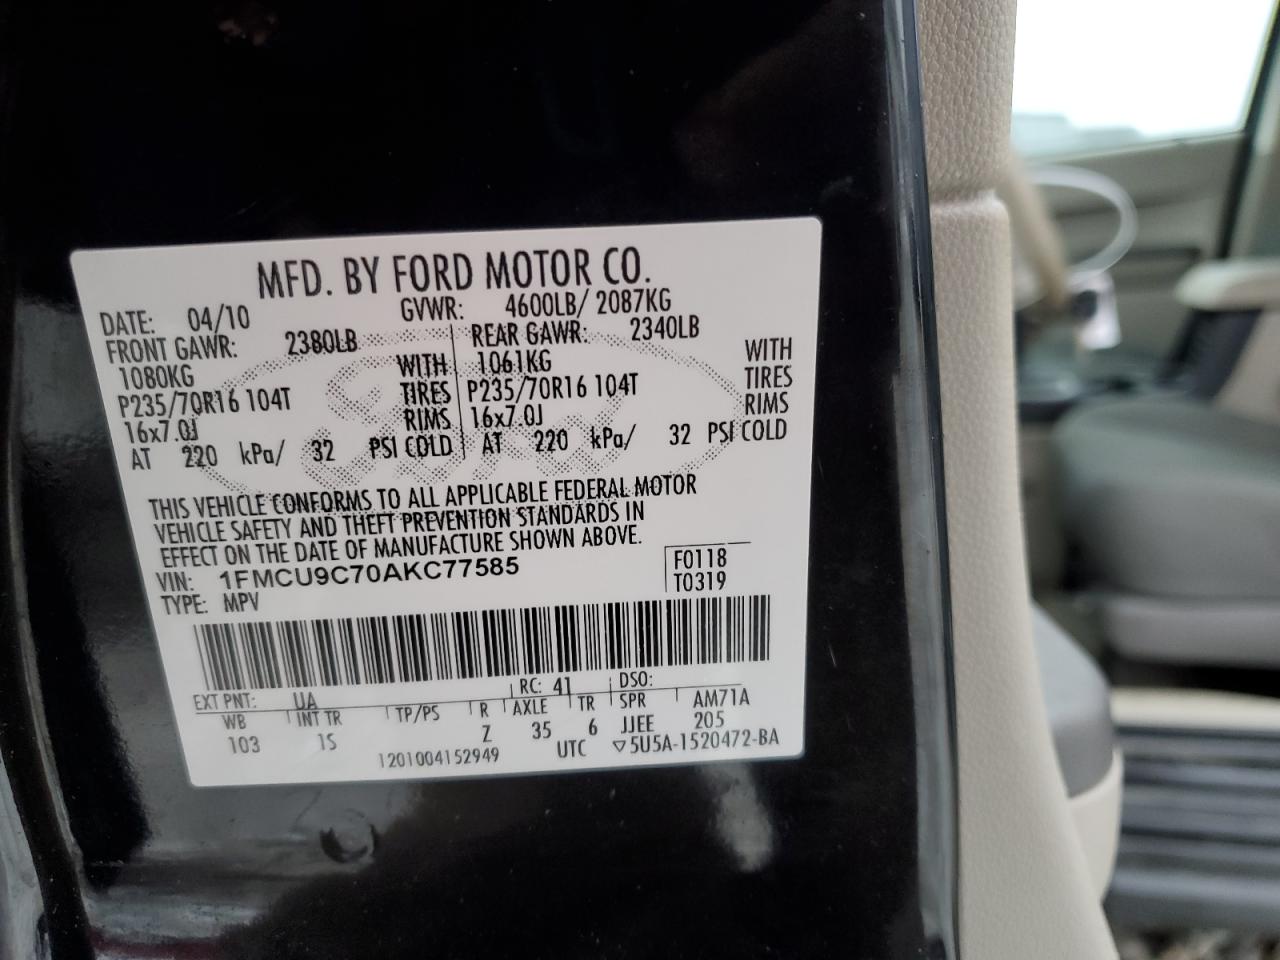 MFD. BY FORD MOTOR CO.
DATE: 04/10 GVWR: 4600LB/ 2087KG
FRONT GAWR: 2380LB REAR GAWR: 2340LB
1080KG WITH 1061KG WITH
P235/70R16 104T TIRES P235/70R16 104T TIRES
16x7.0J RIMS 16x7.0J RIMS
AT 220 kPa/ 32 PSI COLD AT 220 kPa/ 32 PSI COLD
THIS VEHICLE CONFORMS TO ALL APPLICABLE FEDERAL MOTOR
VEHICLE SAFETY AND THEFT PREVENTION STANDARDS IN
EFFECT ON THE DATE OF MANUFACTURE SHOWN ABOVE.
VIN: 1FMCU9C70AKC77585 F0118
TYPE: MPV T0319
EXT PNT: UA RC: 41 DSO:
WB INT TR TP/PS R AXLE TR SPR AM71A
103 1S Z 35 6 JJEE 205
1201004152949 UTC ▽5U5A-1520472-BA